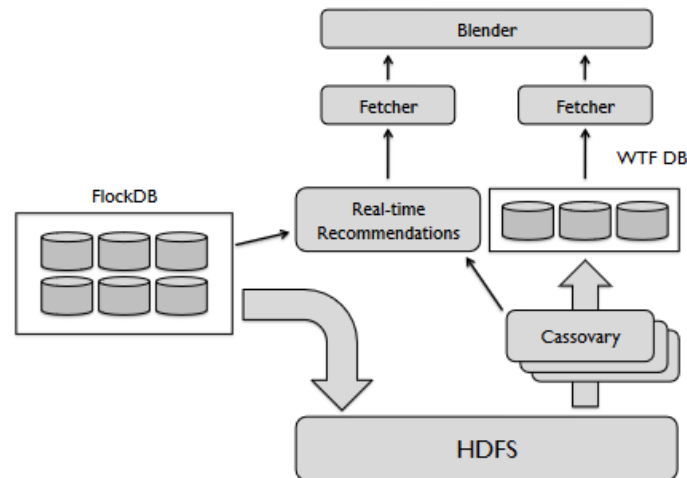 Blender
Fetcher
Fetcher
WTF DB
FlockDB
Real-time
Recommendations
Cassovary
HDFS